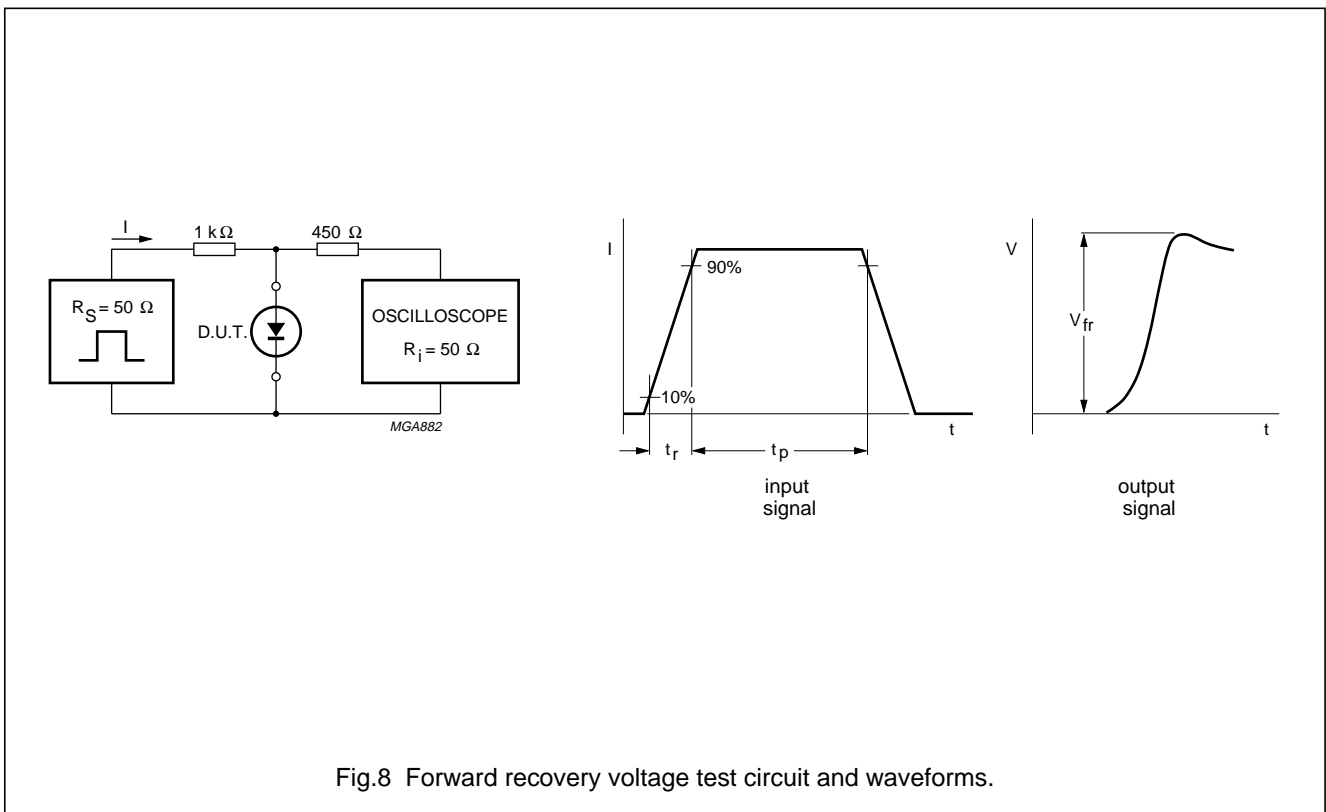 I
1 kΩ
450 Ω
R_S = 50 Ω
D.U.T.
OSCILLOSCOPE
R_i = 50 Ω
MGA882
I
90%
10%
t
t_r
t_p
input
signal
V
V_fr
t
output
signal
Fig.8 Forward recovery voltage test circuit and waveforms.